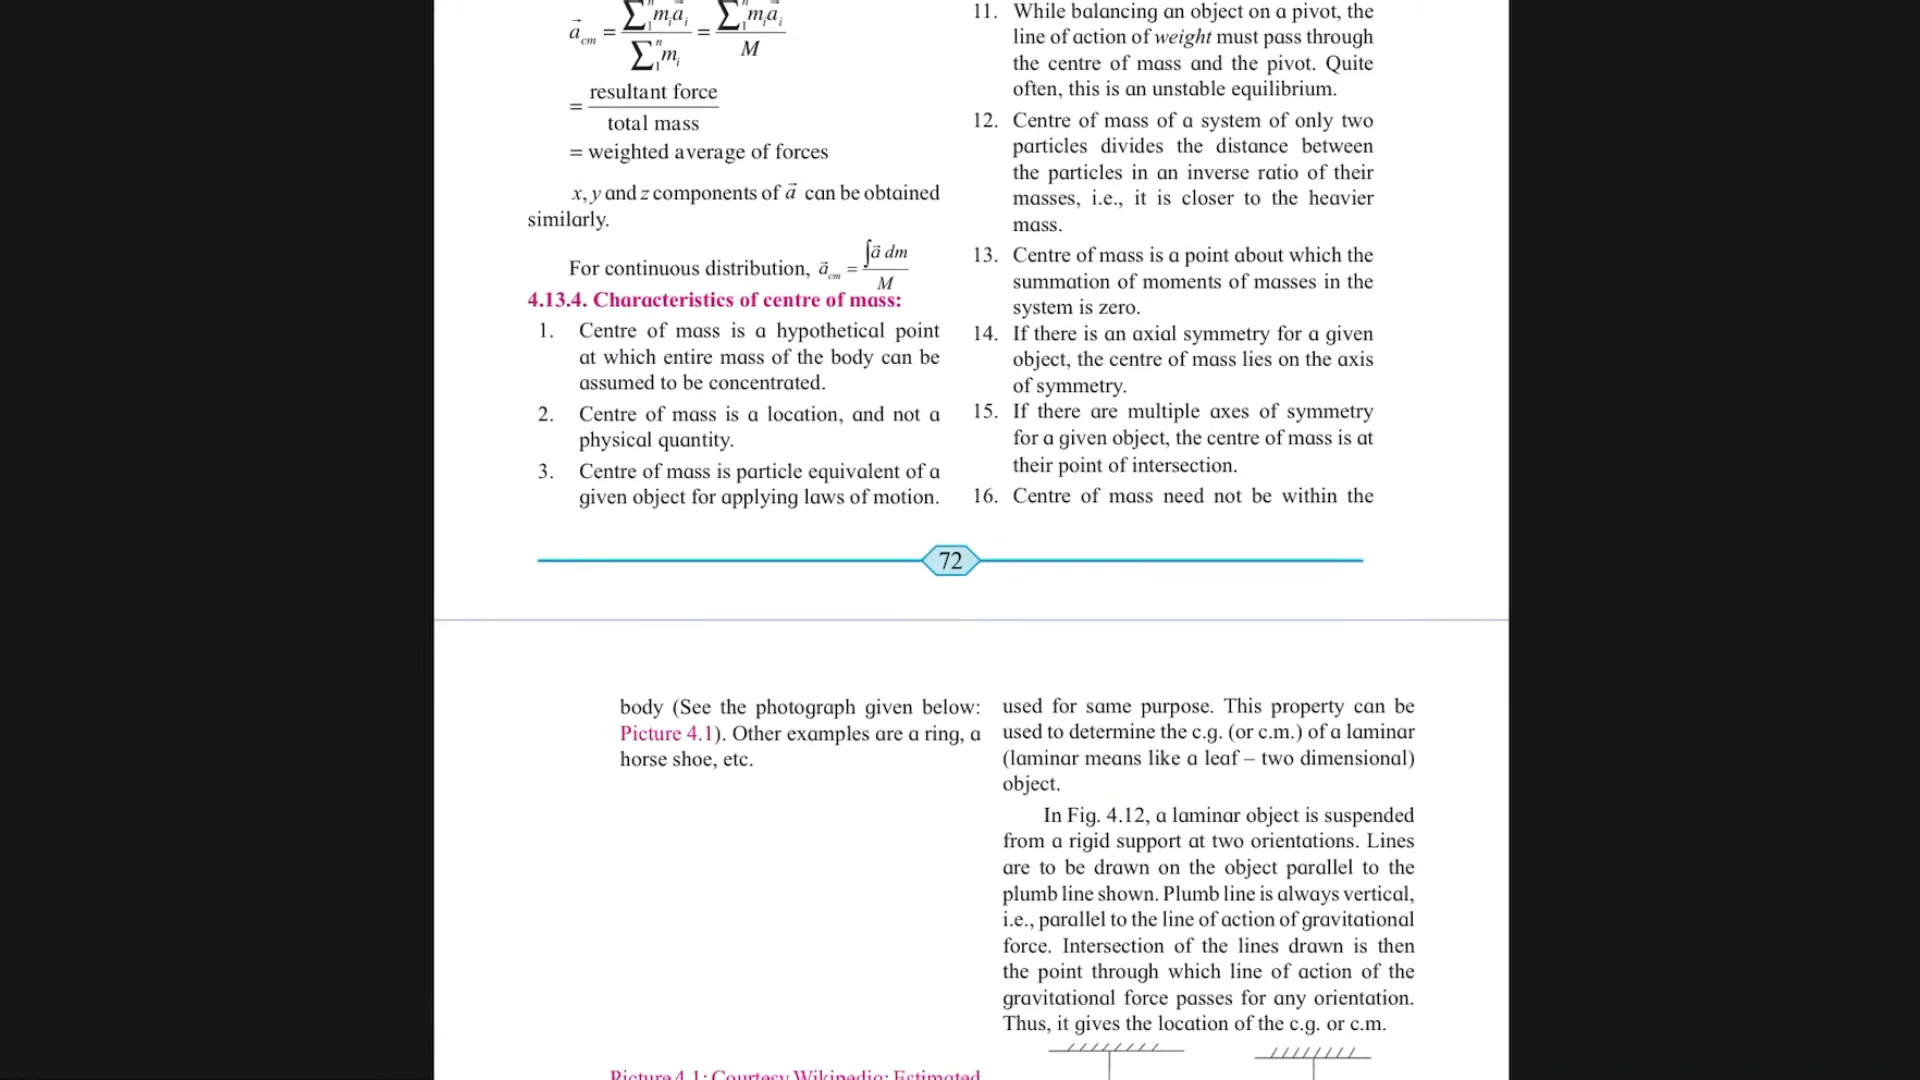 a⃗cm = ∑₁ⁿ mᵢa⃗ᵢ / ∑₁ⁿ mᵢ = ∑₁ⁿ mᵢa⃗ᵢ / M
= resultant force / total mass
= weighted average of forces
x, y and z components of a⃗ can be obtained
similarly.
For continuous distribution, a⃗cm = ∫a⃗ dm / M
4.13.4. Characteristics of centre of mass:
1. Centre of mass is a hypothetical point
at which entire mass of the body can be
assumed to be concentrated.
2. Centre of mass is a location, and not a
physical quantity.
3. Centre of mass is particle equivalent of a
given object for applying laws of motion.
11. While balancing an object on a pivot, the
line of action of weight must pass through
the centre of mass and the pivot. Quite
often, this is an unstable equilibrium.
12. Centre of mass of a system of only two
particles divides the distance between
the particles in an inverse ratio of their
masses, i.e., it is closer to the heavier
mass.
13. Centre of mass is a point about which the
summation of moments of masses in the
system is zero.
14. If there is an axial symmetry for a given
object, the centre of mass lies on the axis
of symmetry.
15. If there are multiple axes of symmetry
for a given object, the centre of mass is at
their point of intersection.
16. Centre of mass need not be within the
72
body (See the photograph given below:
Picture 4.1). Other examples are a ring, a
horse shoe, etc.
Picture 4.1: Courtesy Wikipedia: Estimated
used for same purpose. This property can be
used to determine the c.g. (or c.m.) of a laminar
(laminar means like a leaf – two dimensional)
object.
In Fig. 4.12, a laminar object is suspended
from a rigid support at two orientations. Lines
are to be drawn on the object parallel to the
plumb line shown. Plumb line is always vertical,
i.e., parallel to the line of action of gravitational
force. Intersection of the lines drawn is then
the point through which line of action of the
gravitational force passes for any orientation.
Thus, it gives the location of the c.g. or c.m.